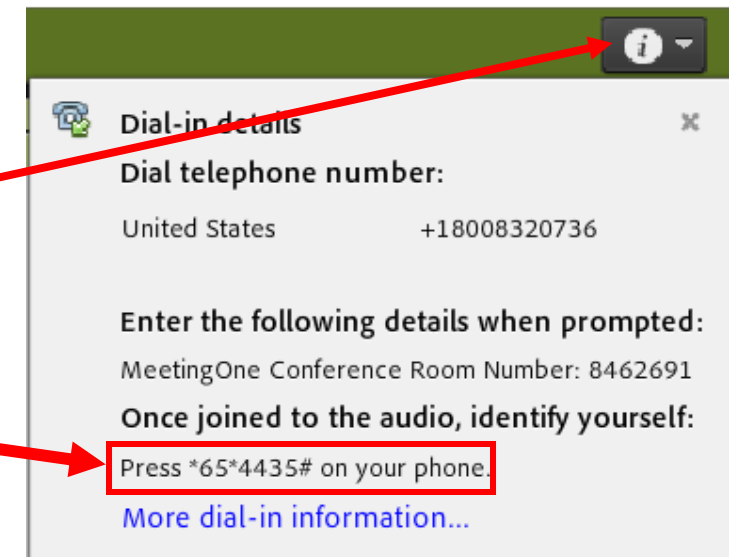 Dial-in details
Dial telephone number:
United States +18008320736
Enter the following details when prompted:
MeetingOne Conference Room Number: 8462691
Once joined to the audio, identify yourself:
Press *65*4435# on your phone.
More dial-in information...